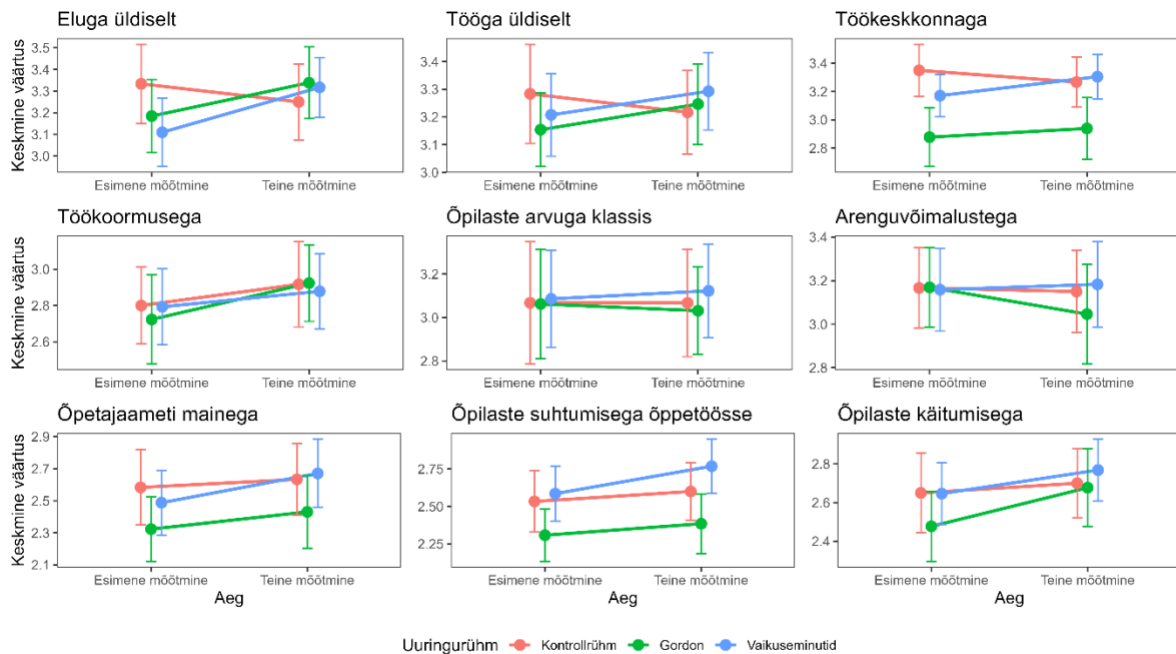 Eluga üldiselt
Tööga üldiselt
Töökeskkonnaga
Keskmine väärtus
3.5
3.4
3.3
3.2
3.1
3.0
3.4
3.3
3.2
3.1
3.0
3.4
3.2
3.0
2.8
Esimene mõõtmine Teine mõõtmine
Esimene mõõtmine Teine mõõtmine
Esimene mõõtmine Teine mõõtmine
Töökoormusega
Õpilaste arvuga klassis
Arenguvõimalustega
Keskmine väärtus
3.0
2.8
2.6
3.2
3.0
2.8
3.4
3.2
3.0
2.8
Esimene mõõtmine Teine mõõtmine
Esimene mõõtmine Teine mõõtmine
Esimene mõõtmine Teine mõõtmine
Õpetajaameti mainega
Õpilaste suhtumisega õppetöösse
Õpilaste käitumisega
Keskmine väärtus
2.9
2.7
2.5
2.3
2.1
2.75
2.50
2.25
2.8
2.6
2.4
Esimene mõõtmine Teine mõõtmine
Esimene mõõtmine Teine mõõtmine
Esimene mõõtmine Teine mõõtmine
Aeg
Aeg
Aeg
Uuringurühm Kontrollrühm Gordon Vaikuseminutid